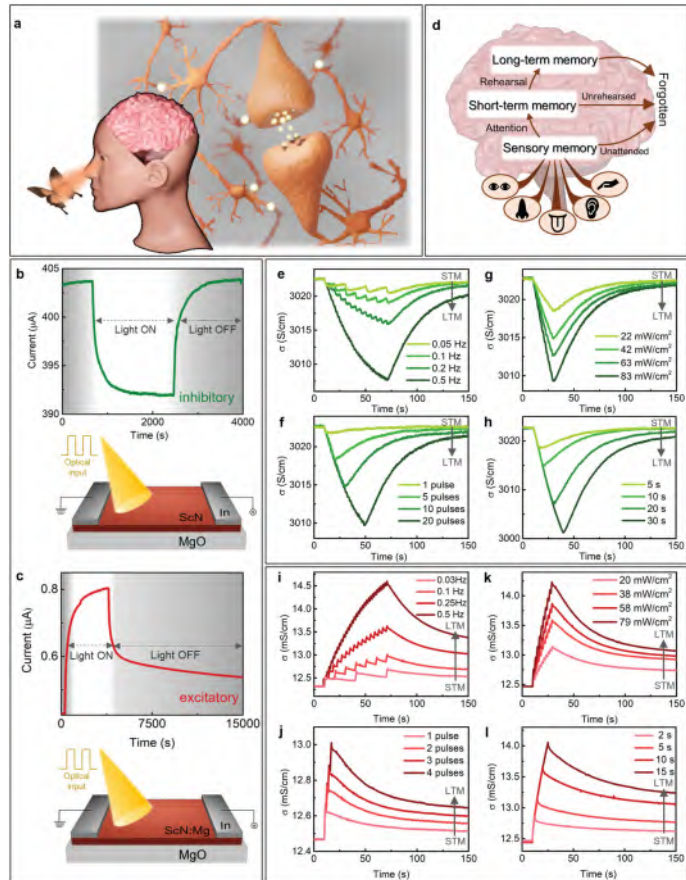 a
d
Long-term memory
Rehearsal
Short-term memory
Unrehearsed
Forgotten
Attention
Sensory memory
Unattended
b
405
402
396
390
Current (μA)
Light ON
Light OFF
inhibitory
0
2000
4000
Time (s)
Optical
input
ScN
In
MgO
c
0.8
0.6
Current (μA)
Light ON
Light OFF
excitatory
0
7500
15000
Time (s)
Optical
input
ScN:Mg
In
MgO
e
STM
LTM
3021
3014
3007
σ (S/cm)
0.05 Hz
0.1 Hz
0.2 Hz
0.5 Hz
0 50 100 150
Time (s)
g
STM
LTM
3021
3014
3007
σ (S/cm)
22 mW/cm²
42 mW/cm²
63 mW/cm²
83 mW/cm²
0 50 100 150
Time (s)
f
STM
LTM
3020
3015
3010
σ (S/cm)
1 pulse
5 pulses
10 pulses
20 pulses
0 50 100 150
Time (s)
h
STM
LTM
3020
3010
3000
σ (S/cm)
5 s
10 s
20 s
30 s
0 50 100 150
Time (s)
i
14.5
14.0
13.5
13.0
12.5
σ (mS/cm)
0.03Hz
0.1 Hz
0.25Hz
0.5 Hz
LTM
STM
0 50 100 150
Time (s)
k
14.5
14.0
13.5
13.0
12.5
σ (mS/cm)
20 mW/cm²
38 mW/cm²
58 mW/cm²
79 mW/cm²
LTM
STM
0 50 100 150
Time (s)
j
13.0
12.8
12.6
12.4
σ (mS/cm)
1 pulse
2 pulses
3 pulses
4 pulses
LTM
STM
0 50 100 150
Time (s)
l
14.0
13.5
13.0
12.5
σ (mS/cm)
2 s
5 s
10 s
15 s
LTM
STM
0 50 100 150
Time (s)